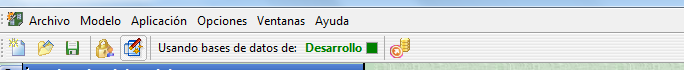 Archivo Modelo Aplicación Opciones Ventanas Ayuda
Usando bases de datos de: Desarrollo